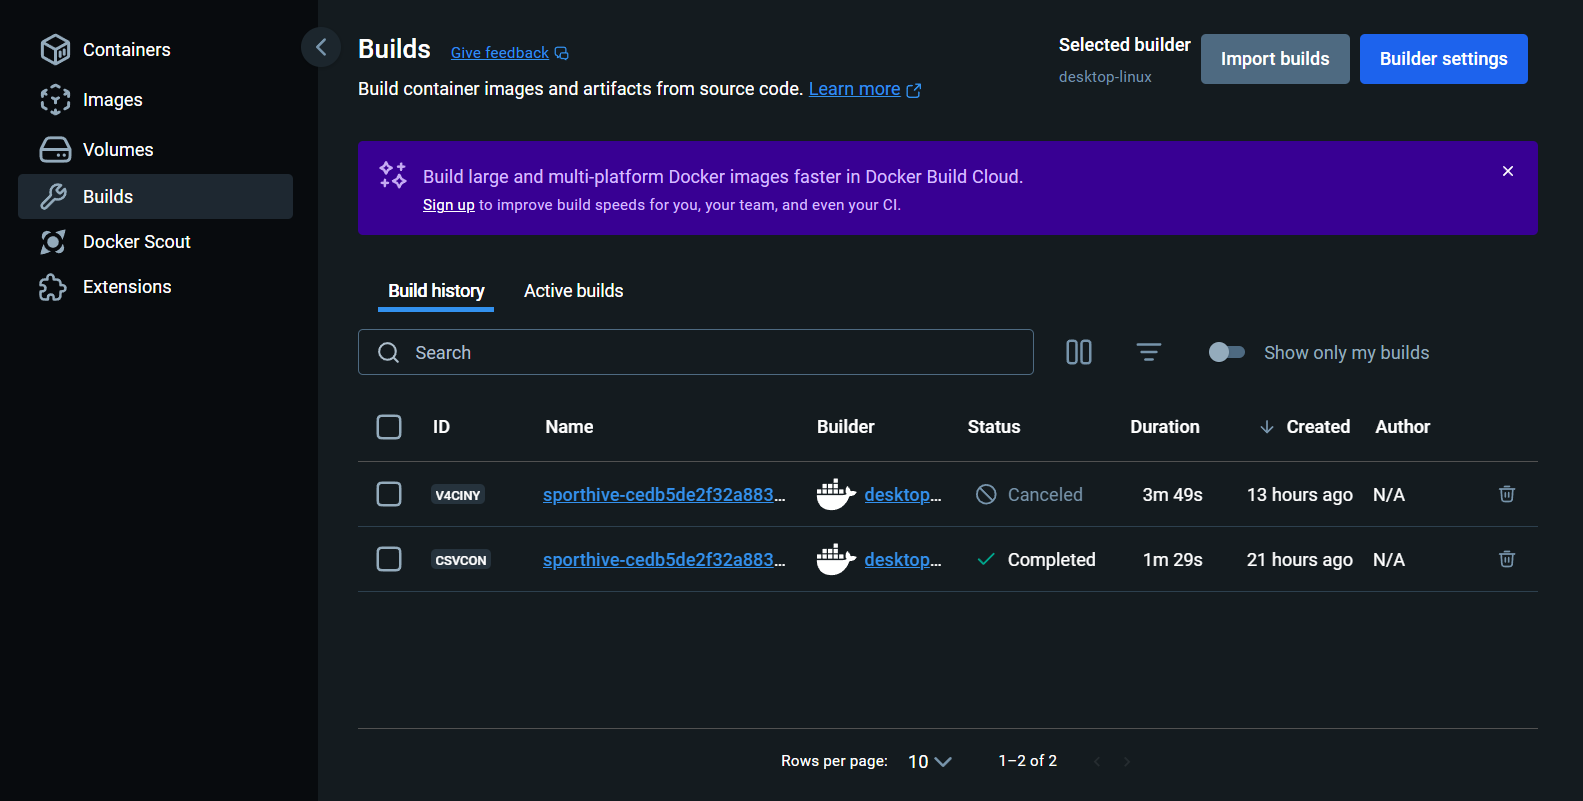 Containers
Images
Volumes
Builds
Docker Scout
Extensions
Builds Give feedback
Build container images and artifacts from source code. Learn more
Selected builder
desktop-linux
Import builds
Builder settings
Build large and multi-platform Docker images faster in Docker Build Cloud.
Sign up to improve build speeds for you, your team, and even your CI.
Build history Active builds
Search
Show only my builds
ID Name Builder Status Duration Created Author
V4CINY sporthive-cedb5de2f32a883... desktop... Canceled 3m 49s 13 hours ago N/A
CSVCON sporthive-cedb5de2f32a883... desktop... Completed 1m 29s 21 hours ago N/A
Rows per page: 10 1–2 of 2